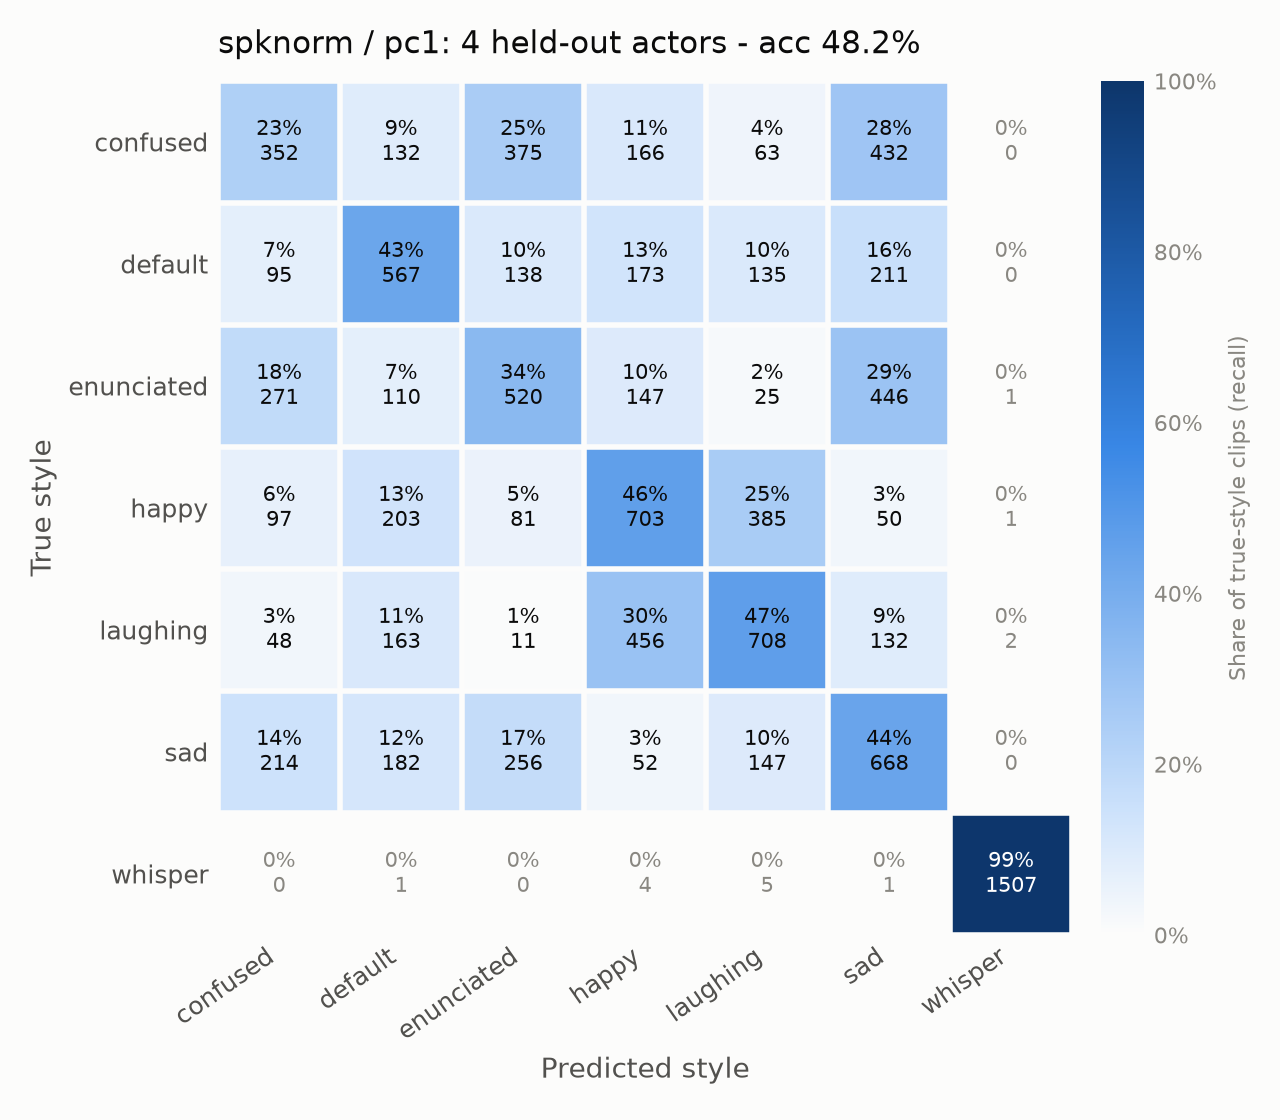 spknorm / pc1: 4 held-out actors - acc 48.2%
confused
23% 9% 25% 11% 4% 28% 0%
352 132 375 166 63 432 0
default
7% 43% 10% 13% 10% 16% 0%
95 567 138 173 135 211 0
enunciated
18% 7% 34% 10% 2% 29% 0%
271 110 520 147 25 446 1
happy
6% 13% 5% 46% 25% 3% 0%
97 203 81 703 385 50 1
laughing
3% 11% 1% 30% 47% 9% 0%
48 163 11 456 708 132 2
sad
14% 12% 17% 3% 10% 44% 0%
214 182 256 52 147 668 0
whisper
0% 0% 0% 0% 0% 0% 99%
0 1 0 4 5 1 1507
confused default enunciated happy laughing sad whisper
Predicted style
True style
100%
80%
60%
40%
20%
0%
Share of true-style clips (recall)